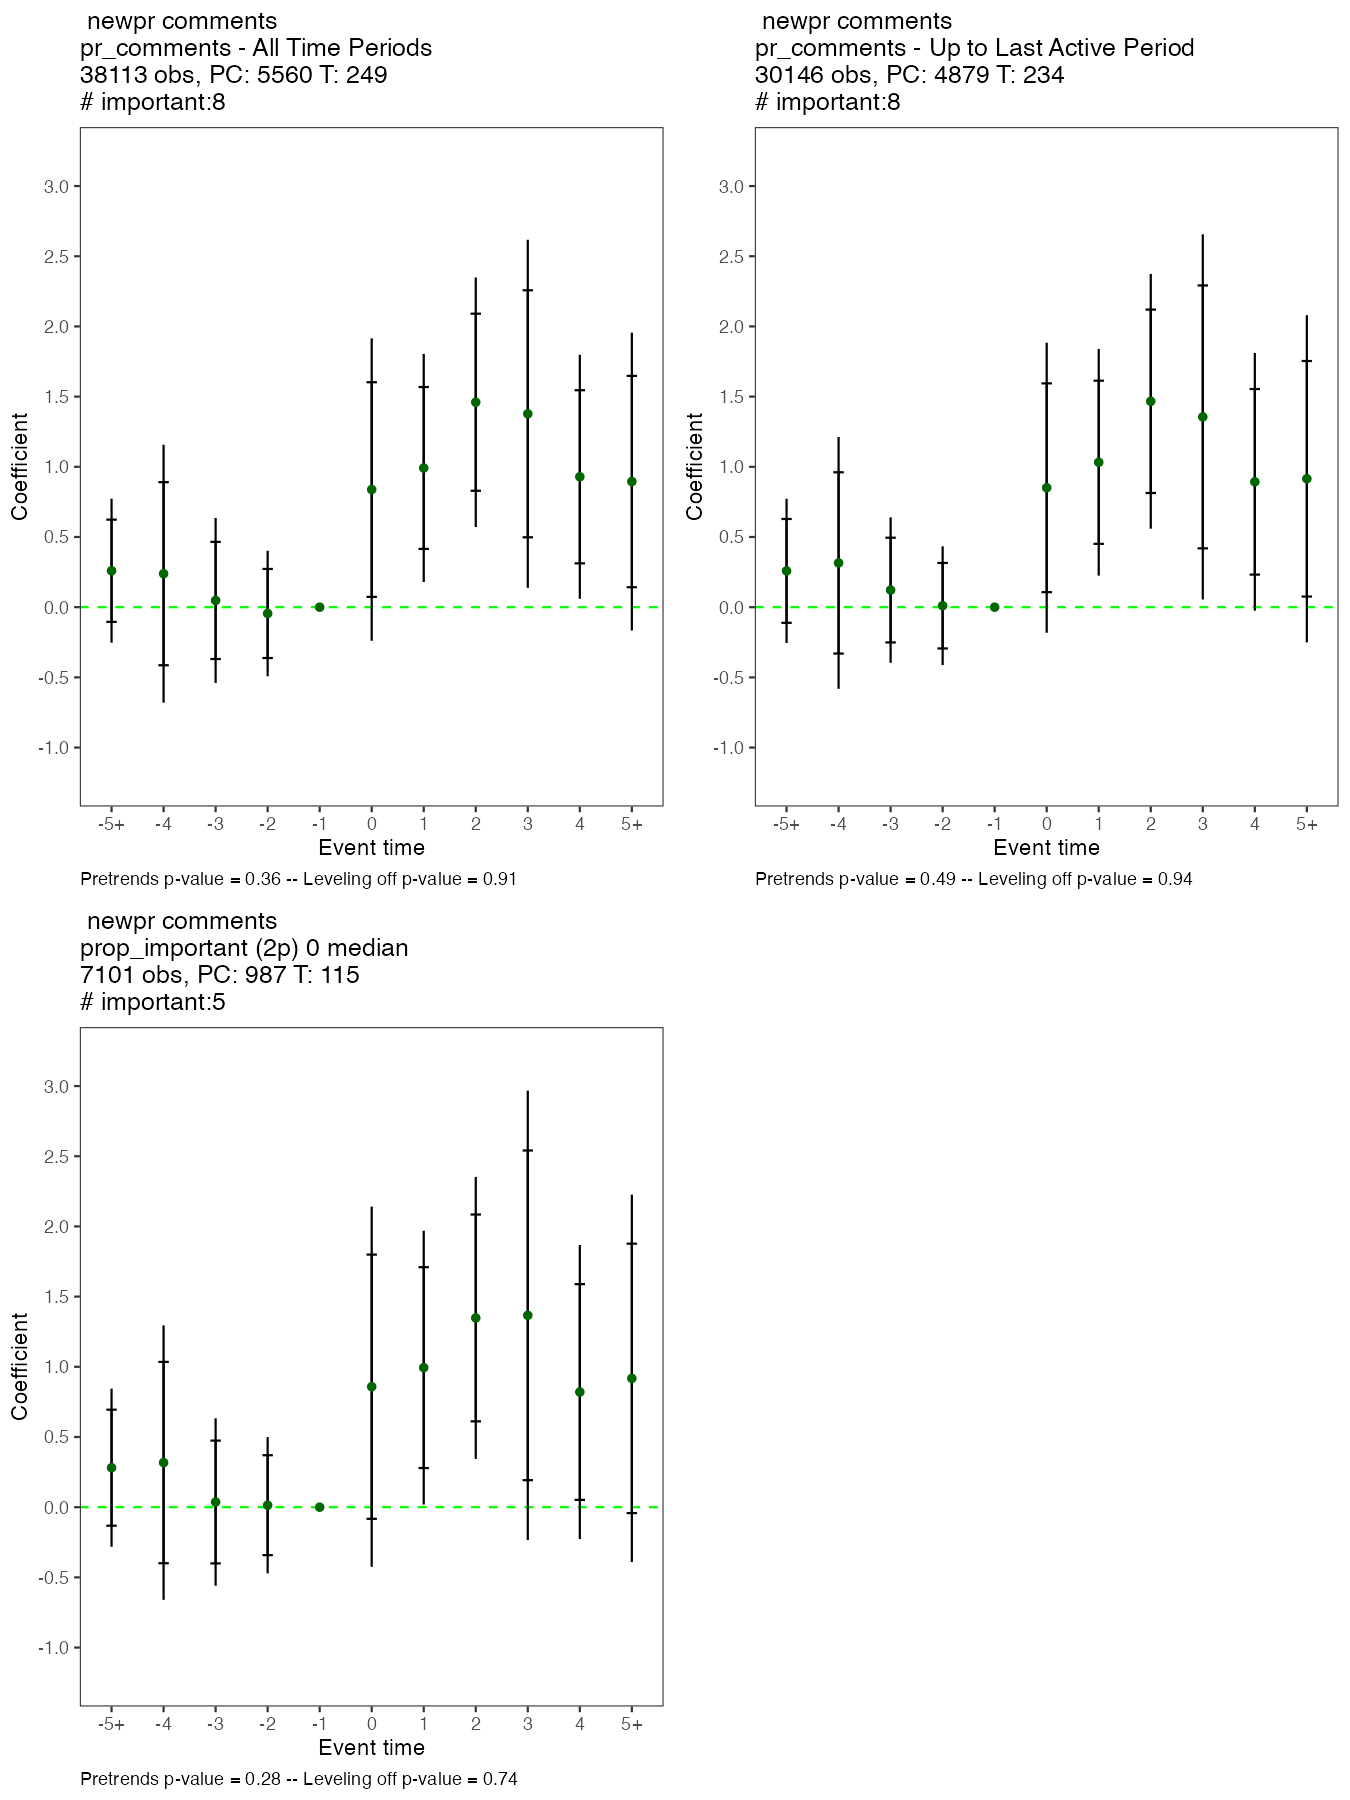 newpr comments
pr_comments - All Time Periods
38113 obs, PC: 5560 T: 249
# important:8
3.0
2.5
2.0
1.5
1.0
0.5
0.0
-0.5
-1.0
Coefficient
-5+ -4 -3 -2 -1 0 1 2 3 4 5+
Event time
Pretrends p-value = 0.36 -- Leveling off p-value = 0.91
newpr comments
pr_comments - Up to Last Active Period
30146 obs, PC: 4879 T: 234
# important:8
3.0
2.5
2.0
1.5
1.0
0.5
0.0
-0.5
-1.0
Coefficient
-5+ -4 -3 -2 -1 0 1 2 3 4 5+
Event time
Pretrends p-value = 0.49 -- Leveling off p-value = 0.94
newpr comments
prop_important (2p) 0 median
7101 obs, PC: 987 T: 115
# important:5
3.0
2.5
2.0
1.5
1.0
0.5
0.0
-0.5
-1.0
Coefficient
-5+ -4 -3 -2 -1 0 1 2 3 4 5+
Event time
Pretrends p-value = 0.28 -- Leveling off p-value = 0.74